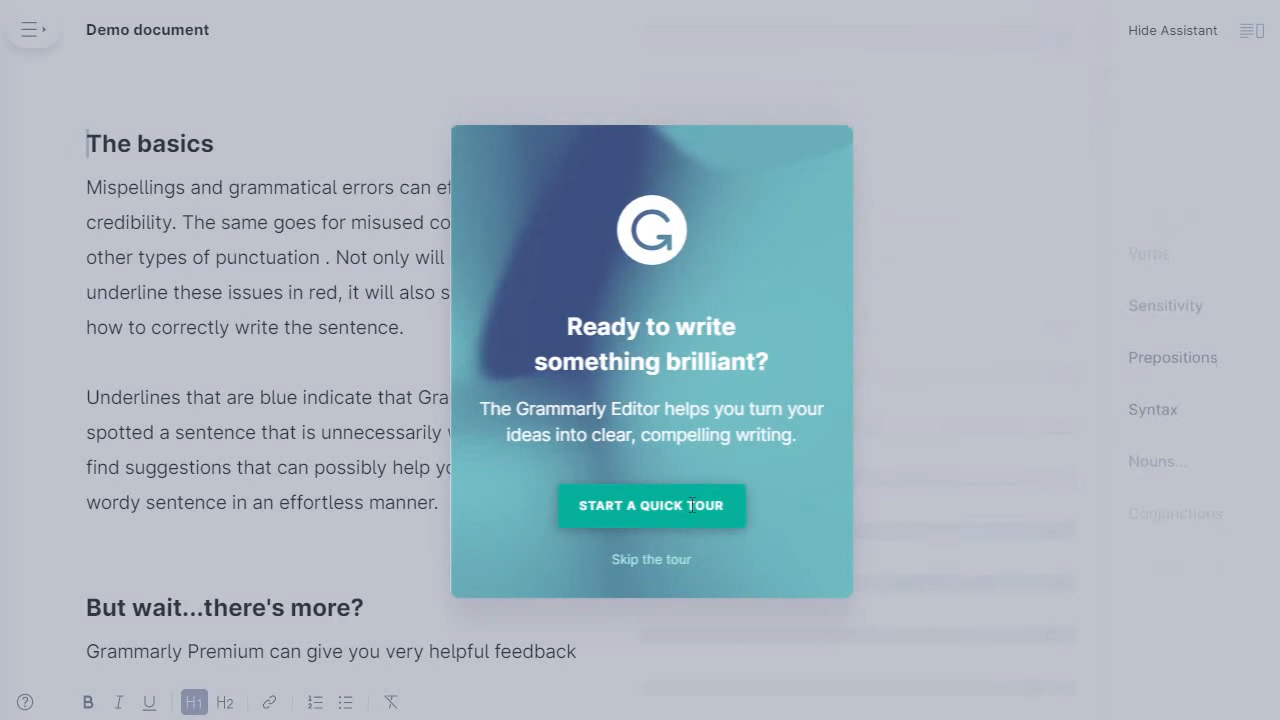 Demo document
Hide Assistant
The basics
Mispellings and grammatical errors can ef
credibility. The same goes for misused co
other types of punctuation . Not only will
underline these issues in red, it will also s
how to correctly write the sentence.
Underlines that are blue indicate that Gra
spotted a sentence that is unnecessarily
find suggestions that can possibly help yo
wordy sentence in an effortless manner.
But wait...there's more?
Grammarly Premium can give you very helpful feedback
B I U H1 H2
Ready to write
something brilliant?
The Grammarly Editor helps you turn your
ideas into clear, compelling writing.
START A QUICK TOUR
Skip the tour
Verbs
Sensitivity
Prepositions
Syntax
Nouns...
Conjunctions